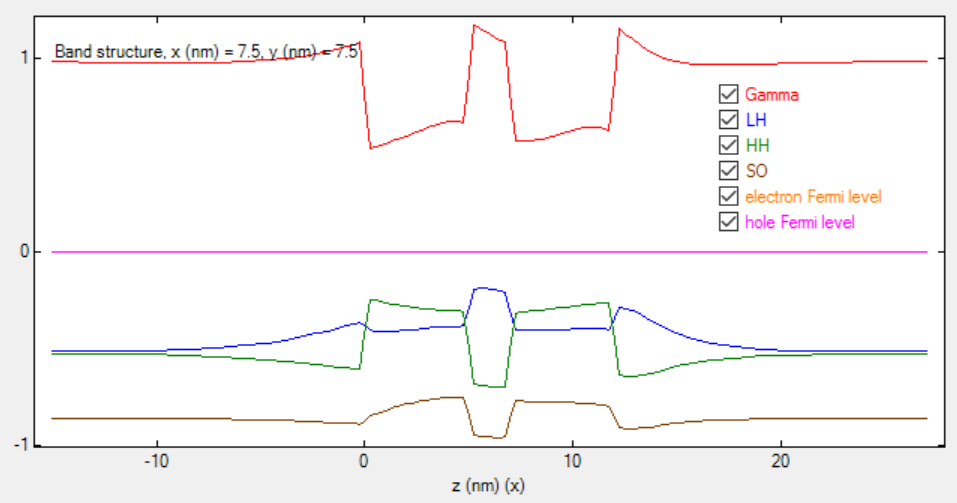 1
Band structure, x (nm) = 7.5, y (nm) = 7.5
Gamma
LH
HH
SO
electron Fermi level
hole Fermi level
0
-1
-10
0
10
20
z (nm) (x)